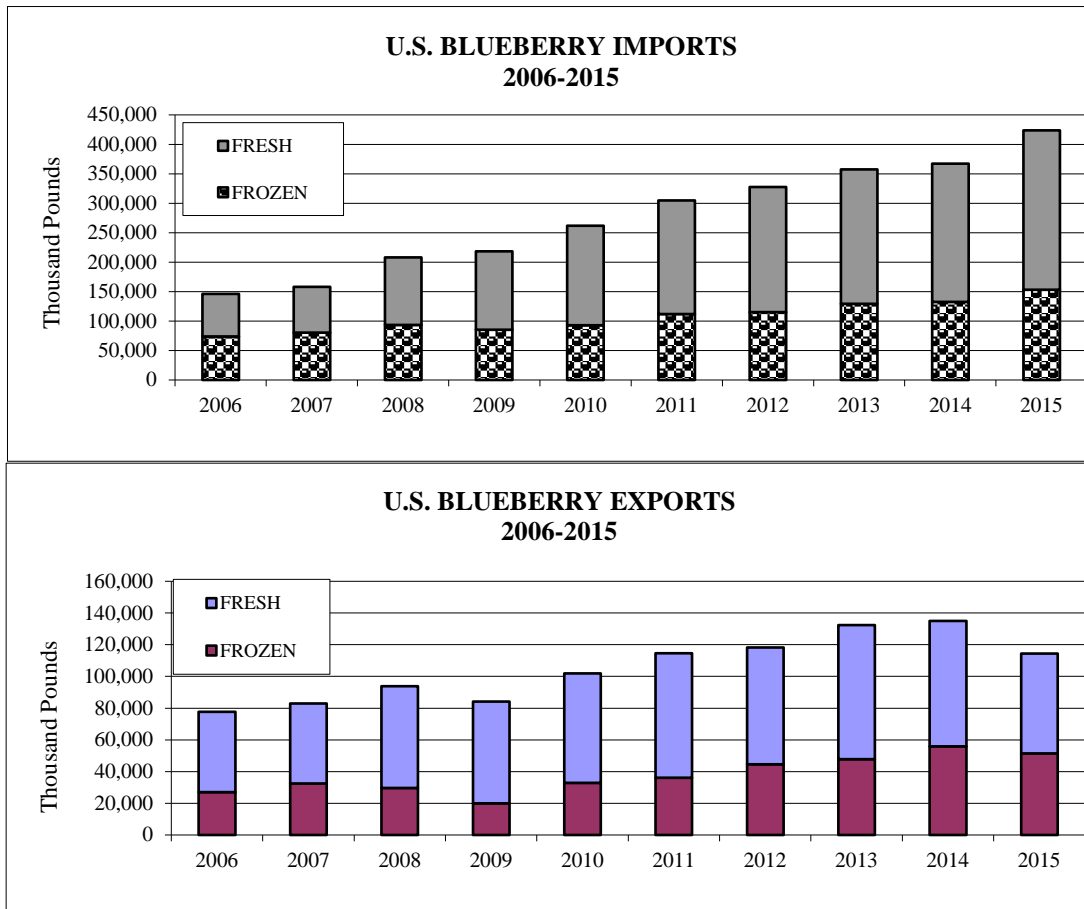 U.S. BLUEBERRY IMPORTS
2006-2015
Thousand Pounds
450,000
400,000
350,000
300,000
250,000
200,000
150,000
100,000
50,000
0
FRESH
FROZEN
2006 2007 2008 2009 2010 2011 2012 2013 2014 2015
U.S. BLUEBERRY EXPORTS
2006-2015
Thousand Pounds
160,000
140,000
120,000
100,000
80,000
60,000
40,000
20,000
0
FRESH
FROZEN
2006 2007 2008 2009 2010 2011 2012 2013 2014 2015